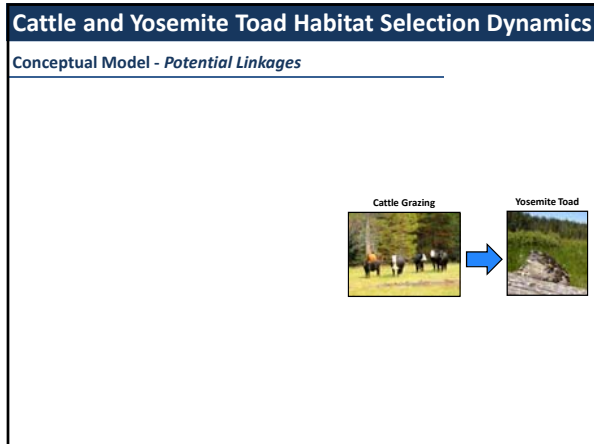 Cattle and Yosemite Toad Habitat Selection Dynamics
Conceptual Model - Potential Linkages
Cattle Grazing
Yosemite Toad